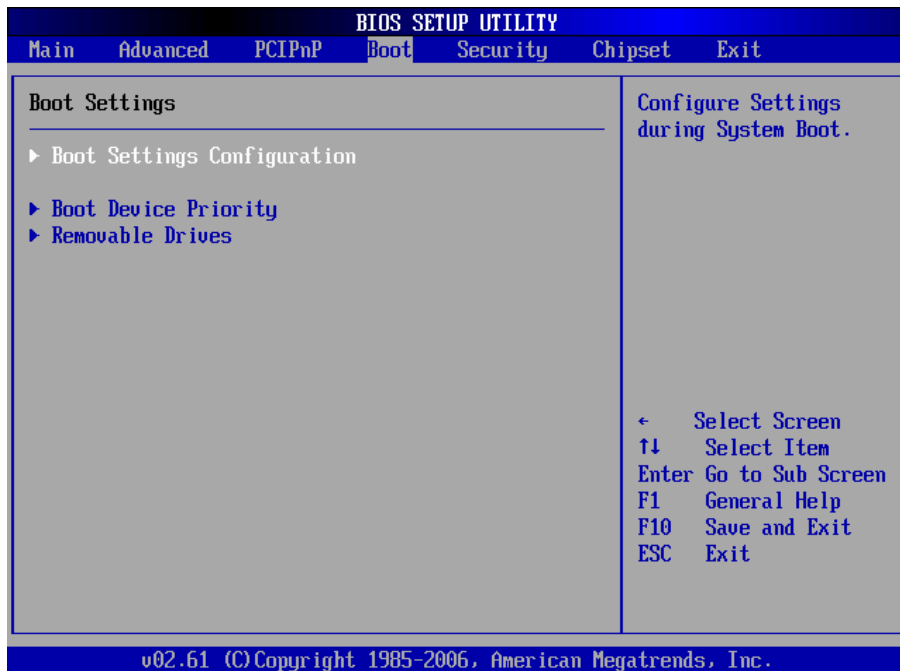 BIOS SETUP UTILITY
Main Advanced PCIPnP Boot Security Chipset Exit
Boot Settings
▶ Boot Settings Configuration
▶ Boot Device Priority
▶ Removable Drives
Configure Settings
during System Boot.
← Select Screen
↑↓ Select Item
Enter Go to Sub Screen
F1 General Help
F10 Save and Exit
ESC Exit
v02.61 (C)Copyright 1985-2006, American Megatrends, Inc.